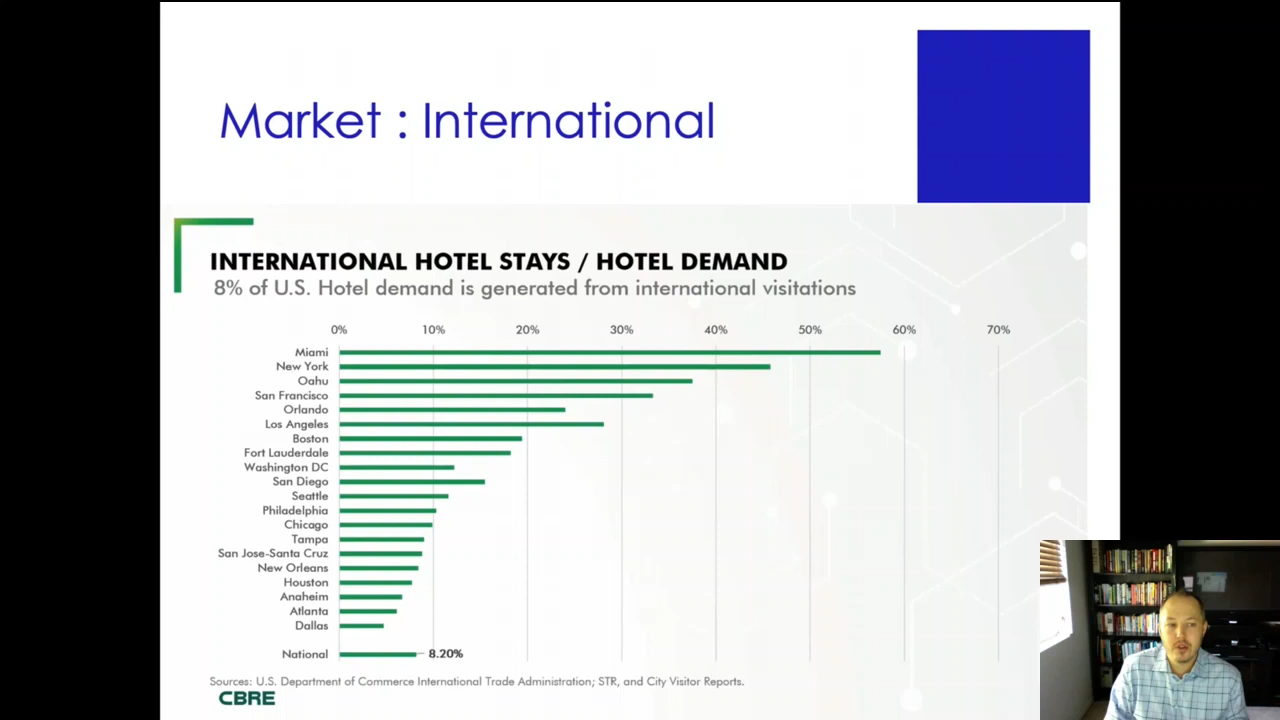 Market : International
INTERNATIONAL HOTEL STAYS / HOTEL DEMAND
8% of U.S. Hotel demand is generated from international visitations
0% 10% 20% 30% 40% 50% 60% 70%
Miami
New York
Oahu
San Francisco
Orlando
Los Angeles
Boston
Fort Lauderdale
Washington DC
San Diego
Seattle
Philadelphia
Chicago
Tampa
San Jose-Santa Cruz
New Orleans
Houston
Anaheim
Atlanta
Dallas
National 8.20%
Sources: U.S. Department of Commerce International Trade Administration; STR, and City Visitor Reports.
CBRE